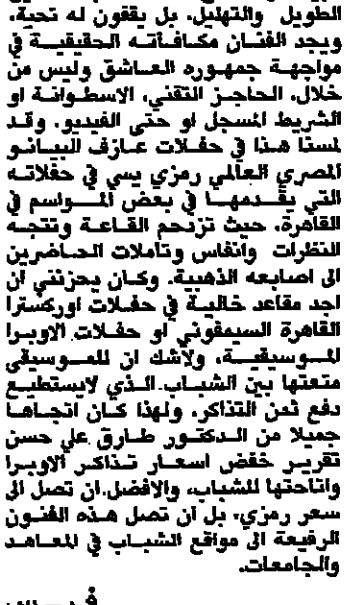 الطويل والتهليل، بل يقفون له تحية،
ويجد الفنان مكافأته الحقيقية في
مواجهة جمهوره العاشق وليس من
خلال، الحاجز التقني، الاسطوانة او
الشريط المسجل او حتى الفيديو. وقد
لمسنا هذا في حفلات عازف البيانو
المصري العالمي رمزي يسي في حفلاته
التي يقدمها في بعض المواسم في
القاهرة، حيث تزدحم القاعة وتتجه
النظرات وانفاس وتاملات الحاضرين
الى اصابعه الذهبية. وكان يحزنني ان
اجد مقاعد خالية في حفلات اوركسترا
القاهرة السيمفوني او حفلات الاوبرا
الموسيقية، ولاشك ان للموسيقى
متعتها بين الشباب الذي لايستطيع
دفع ثمن التذاكر، ولهذا كان اتجاها
جميلا من الدكتور طارق علي حسن
تقرير خفض اسعار تذاكر الاوبرا
واتاحتها للشباب، والافضل ان تصل الى
سعر رمزي، بل ان تصل هذه الفنون
الرفيعة الى مواقع الشباب في المعاهد
والجامعات.